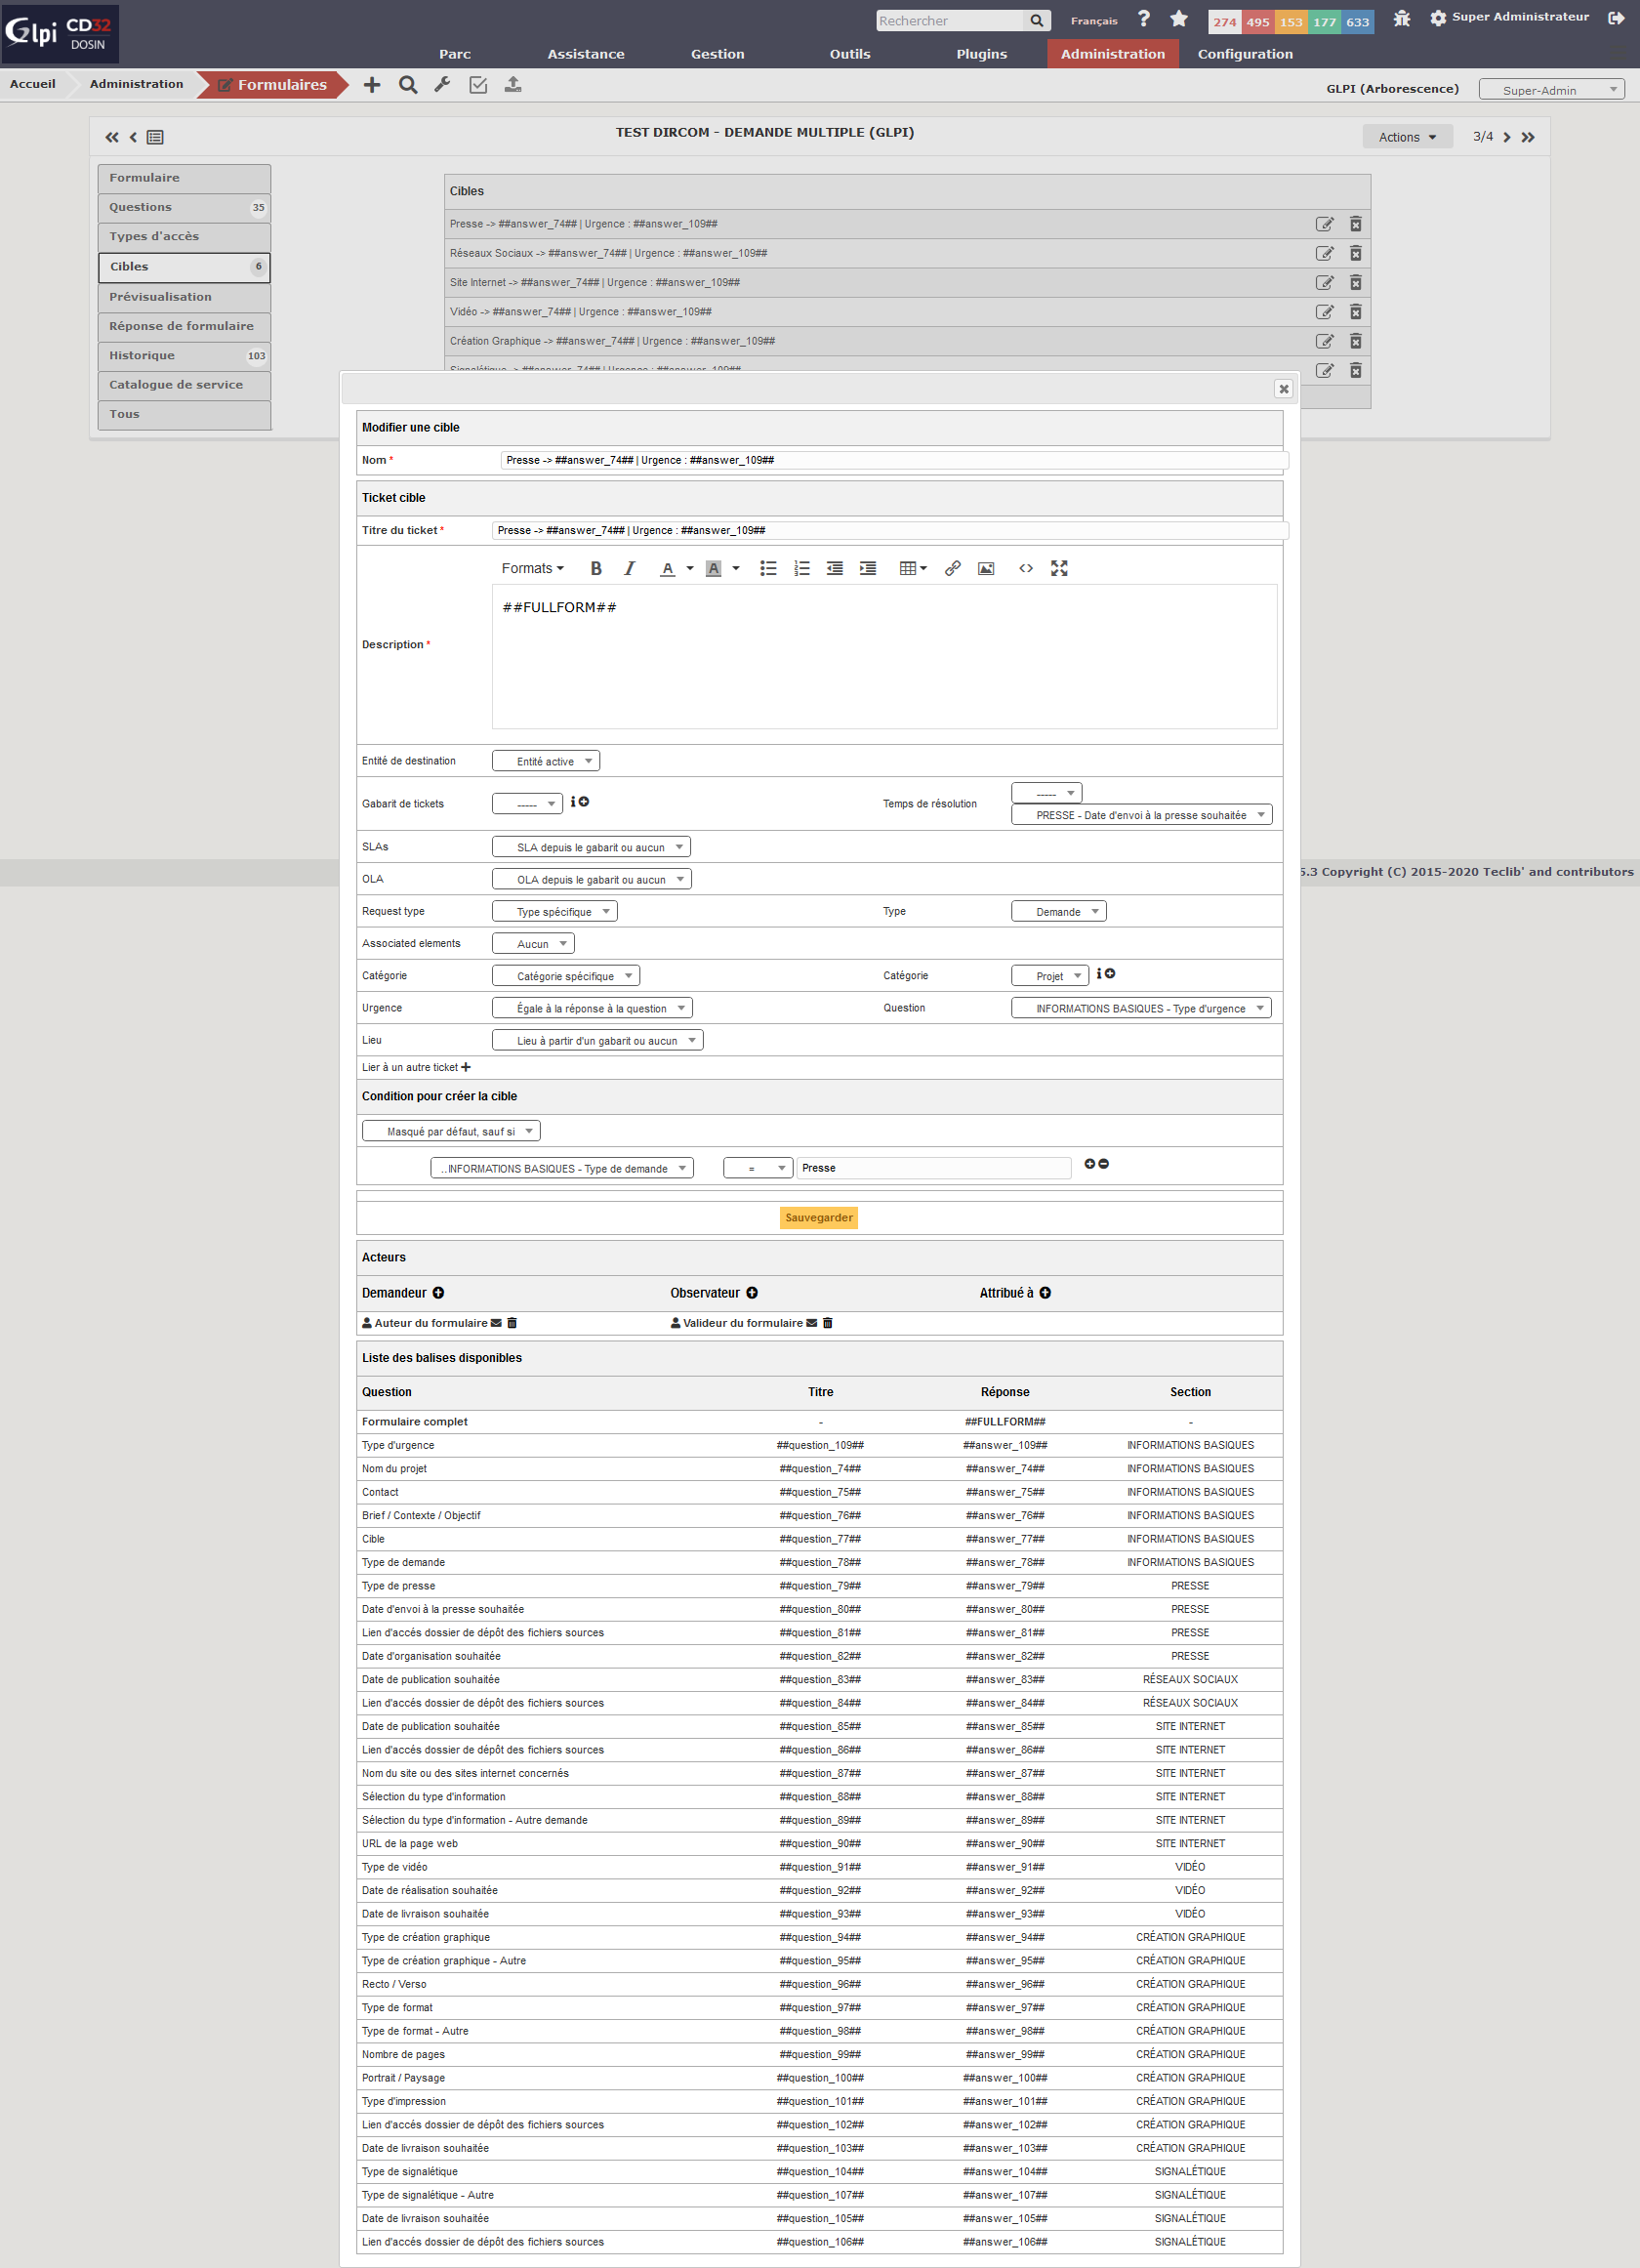 Glpi CD32 DOSIN
Rechercher Français ? 274 495 153 177 633 Super Administrateur
Parc Assistance Gestion Outils Plugins Administration Configuration
Accueil Administration Formulaires GLPI (Arborescence) Super-Admin
TEST DIRCOM - DEMANDE MULTIPLE (GLPI) Actions 3/4
Formulaire
Questions 35
Types d'accès
Cibles 6
Prévisualisation
Réponse de formulaire
Historique 103
Catalogue de service
Tous
Cibles
Presse -> ##answer_74## | Urgence : ##answer_109##
Réseaux Sociaux -> ##answer_74## | Urgence : ##answer_109##
Site Internet -> ##answer_74## | Urgence : ##answer_109##
Vidéo -> ##answer_74## | Urgence : ##answer_109##
Création Graphique -> ##answer_74## | Urgence : ##answer_109##
Signalétique -> ##answer_74## | Urgence : ##answer_109##
Modifier une cible
Nom * Presse -> ##answer_74## | Urgence : ##answer_109##
Ticket cible
Titre du ticket * Presse -> ##answer_74## | Urgence : ##answer_109##
Formats B I A A
Description * ##FULLFORM##
Entité de destination Entité active
Gabarit de tickets ----- Temps de résolution -----
PRESSE - Date d'envoi à la presse souhaitée
SLAs SLA depuis le gabarit ou aucun
OLA OLA depuis le gabarit ou aucun
5.3 Copyright (C) 2015-2020 Teclib' and contributors
Request type Type spécifique Type Demande
Associated elements Aucun
Catégorie Catégorie spécifique Catégorie Projet
Urgence Égale à la réponse à la question Question INFORMATIONS BASIQUES - Type d'urgence
Lieu Lieu à partir d'un gabarit ou aucun
Lier à un autre ticket
Condition pour créer la cible
Masqué par défaut, sauf si
..INFORMATIONS BASIQUES - Type de demande = Presse
Sauvegarder
Acteurs
Demandeur Observateur Attribué à
Auteur du formulaire Valideur du formulaire
Liste des balises disponibles
Question Titre Réponse Section
Formulaire complet - ##FULLFORM## -
Type d'urgence ##question_109## ##answer_109## INFORMATIONS BASIQUES
Nom du projet ##question_74## ##answer_74## INFORMATIONS BASIQUES
Contact ##question_75## ##answer_75## INFORMATIONS BASIQUES
Brief / Contexte / Objectif ##question_76## ##answer_76## INFORMATIONS BASIQUES
Cible ##question_77## ##answer_77## INFORMATIONS BASIQUES
Type de demande ##question_78## ##answer_78## INFORMATIONS BASIQUES
Type de presse ##question_79## ##answer_79## PRESSE
Date d'envoi à la presse souhaitée ##question_80## ##answer_80## PRESSE
Lien d'accés dossier de dépôt des fichiers sources ##question_81## ##answer_81## PRESSE
Date d'organisation souhaitée ##question_82## ##answer_82## PRESSE
Date de publication souhaitée ##question_83## ##answer_83## RÉSEAUX SOCIAUX
Lien d'accés dossier de dépôt des fichiers sources ##question_84## ##answer_84## RÉSEAUX SOCIAUX
Date de publication souhaitée ##question_85## ##answer_85## SITE INTERNET
Lien d'accés dossier de dépôt des fichiers sources ##question_86## ##answer_86## SITE INTERNET
Nom du site ou des sites internet concernés ##question_87## ##answer_87## SITE INTERNET
Sélection du type d'information ##question_88## ##answer_88## SITE INTERNET
Sélection du type d'information - Autre demande ##question_89## ##answer_89## SITE INTERNET
URL de la page web ##question_90## ##answer_90## SITE INTERNET
Type de vidéo ##question_91## ##answer_91## VIDÉO
Date de réalisation souhaitée ##question_92## ##answer_92## VIDÉO
Date de livraison souhaitée ##question_93## ##answer_93## VIDÉO
Type de création graphique ##question_94## ##answer_94## CRÉATION GRAPHIQUE
Type de création graphique - Autre ##question_95## ##answer_95## CRÉATION GRAPHIQUE
Recto / Verso ##question_96## ##answer_96## CRÉATION GRAPHIQUE
Type de format ##question_97## ##answer_97## CRÉATION GRAPHIQUE
Type de format - Autre ##question_98## ##answer_98## CRÉATION GRAPHIQUE
Nombre de pages ##question_99## ##answer_99## CRÉATION GRAPHIQUE
Portrait / Paysage ##question_100## ##answer_100## CRÉATION GRAPHIQUE
Type d'impression ##question_101## ##answer_101## CRÉATION GRAPHIQUE
Lien d'accés dossier de dépôt des fichiers sources ##question_102## ##answer_102## CRÉATION GRAPHIQUE
Date de livraison souhaitée ##question_103## ##answer_103## CRÉATION GRAPHIQUE
Type de signalétique ##question_104## ##answer_104## SIGNALÉTIQUE
Type de signalétique - Autre ##question_107## ##answer_107## SIGNALÉTIQUE
Date de livraison souhaitée ##question_105## ##answer_105## SIGNALÉTIQUE
Lien d'accés dossier de dépôt des fichiers sources ##question_106## ##answer_106## SIGNALÉTIQUE